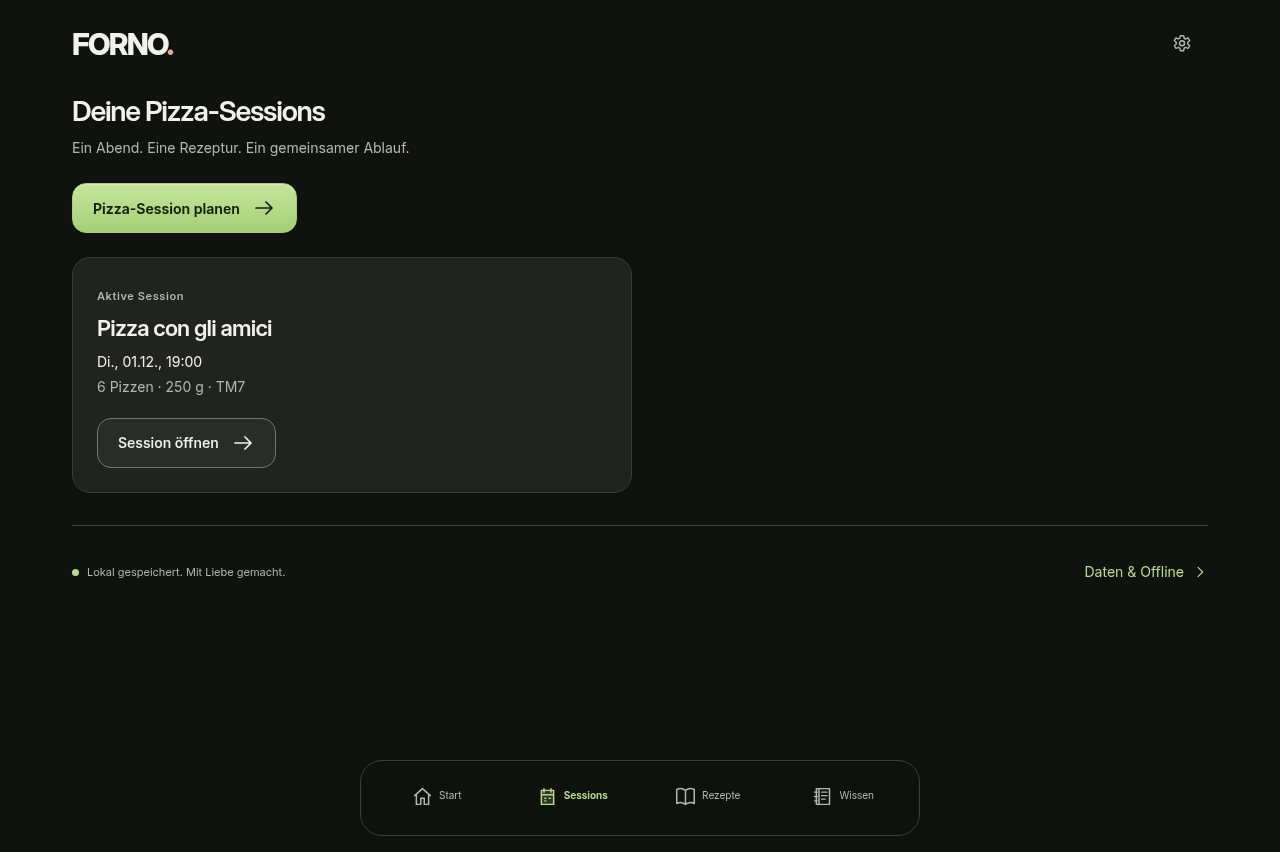 FORNO.
Deine Pizza-Sessions
Ein Abend. Eine Rezeptur. Ein gemeinsamer Ablauf.
Pizza-Session planen
Aktive Session
Pizza con gli amici
Di., 01.12., 19:00
6 Pizzen · 250 g · TM7
Session öffnen
Lokal gespeichert. Mit Liebe gemacht.
Daten & Offline
Start
Sessions
Rezepte
Wissen